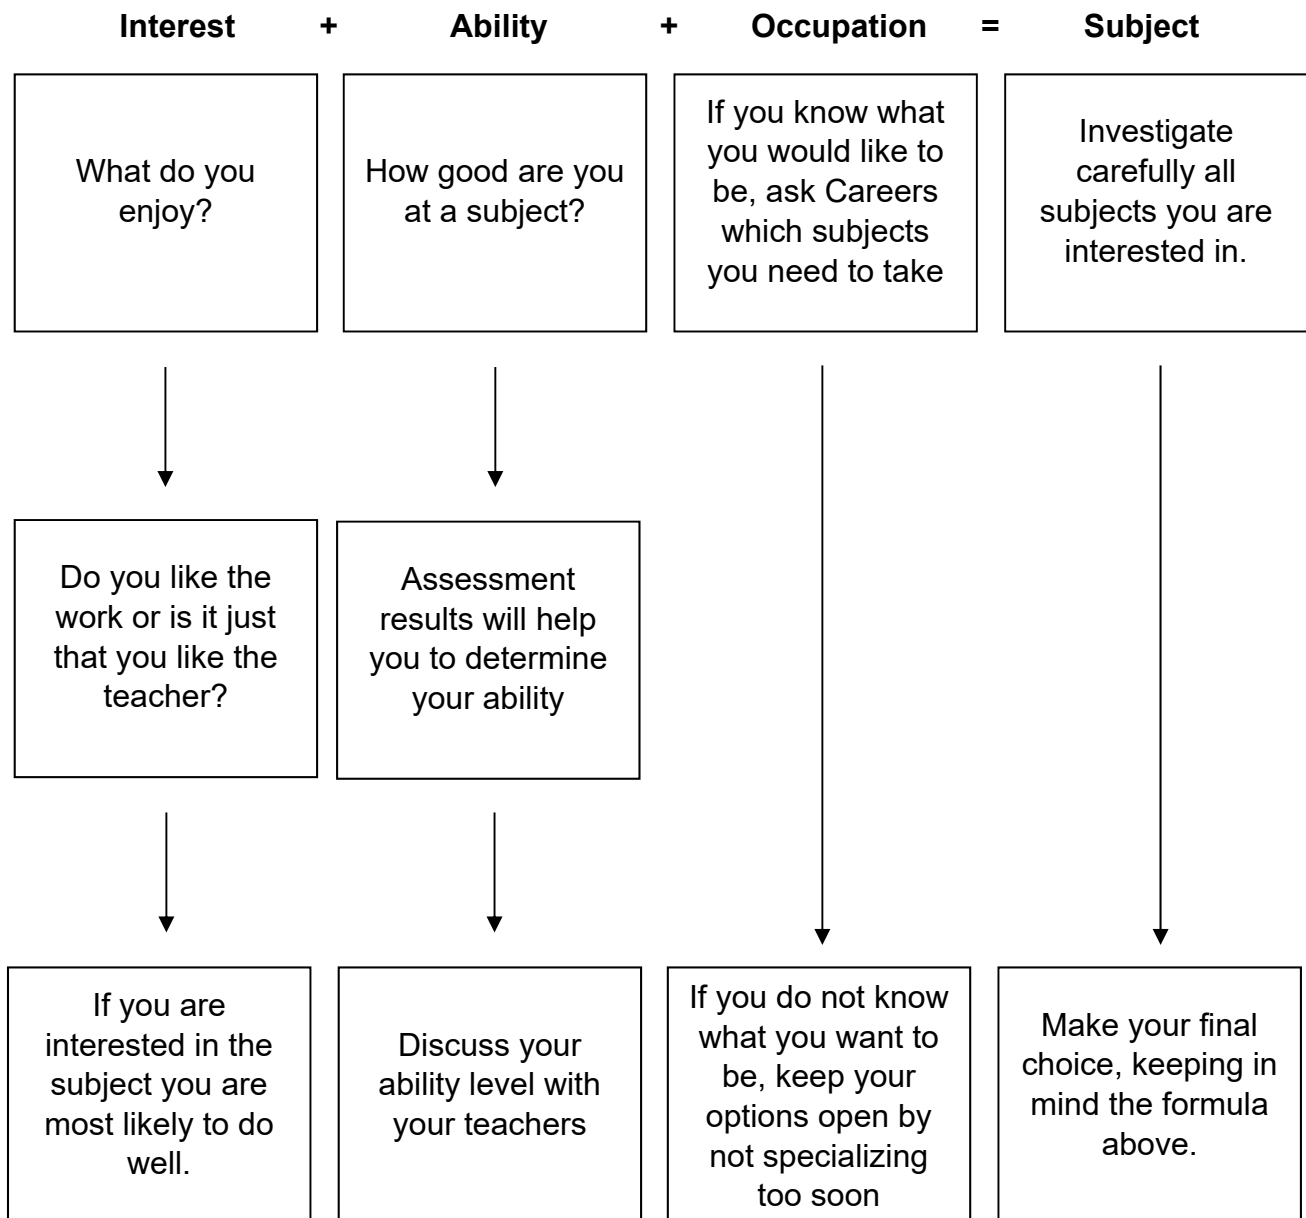 Interest + Ability + Occupation = Subject
What do you
enjoy?
How good are you
at a subject?
If you know what
you would like to
be, ask Careers
which subjects
you need to take
Investigate
carefully all
subjects you are
interested in.
Do you like the
work or is it just
that you like the
teacher?
Assessment
results will help
you to determine
your ability
If you are
interested in the
subject you are
most likely to do
well.
Discuss your
ability level with
your teachers
If you do not know
what you want to
be, keep your
options open by
not specializing
too soon
Make your final
choice, keeping in
mind the formula
above.